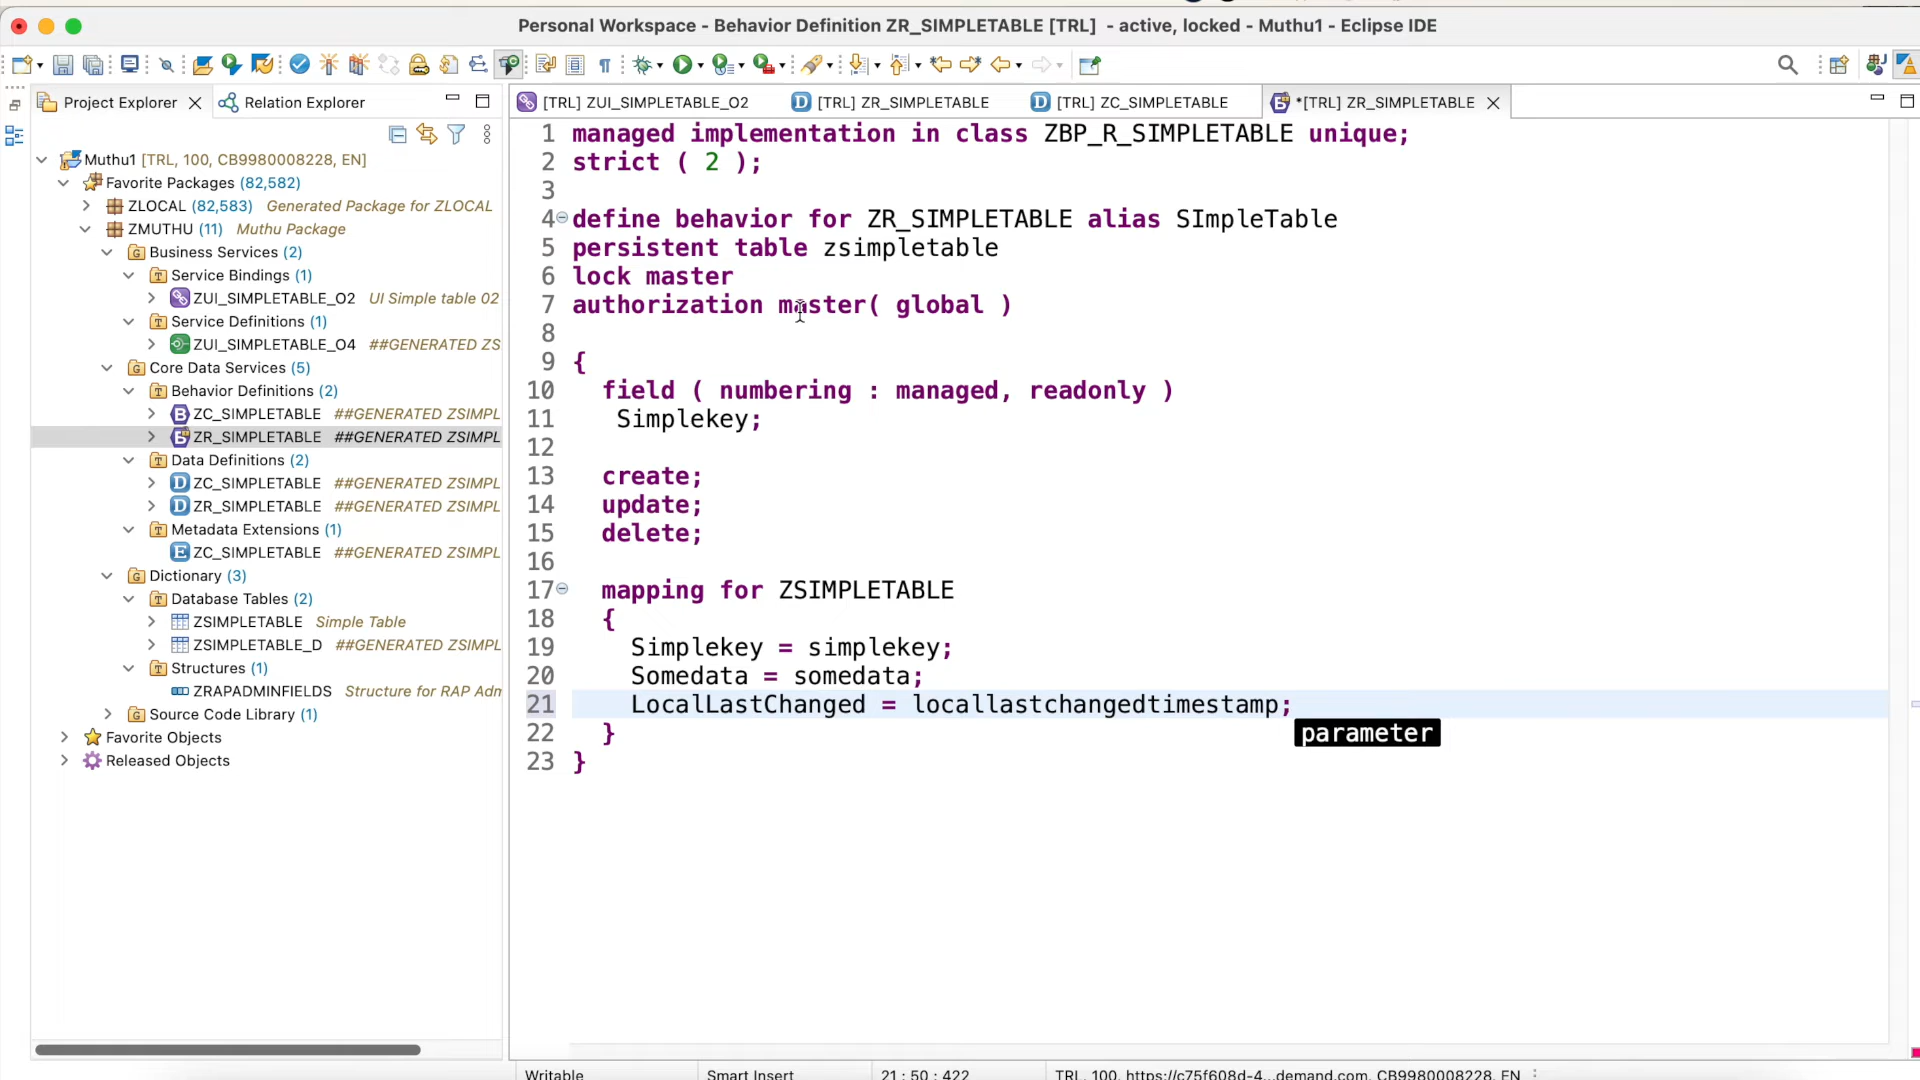 Personal Workspace - Behavior Definition ZR_SIMPLETABLE [TRL] - active, locked - Muthu1 - Eclipse IDE
Project Explorer
Relation Explorer
[TRL] ZUI_SIMPLETABLE_O2
[TRL] ZR_SIMPLETABLE
[TRL] ZC_SIMPLETABLE
*[TRL] ZR_SIMPLETABLE
Muthu1 [TRL, 100, CB9980008228, EN]
Favorite Packages (82,582)
ZLOCAL (82,583) Generated Package for ZLOCAL
ZMUTHU (11) Muthu Package
Business Services (2)
Service Bindings (1)
ZUI_SIMPLETABLE_O2 UI Simple table 02
Service Definitions (1)
ZUI_SIMPLETABLE_O4 ##GENERATED ZS
Core Data Services (5)
Behavior Definitions (2)
ZC_SIMPLETABLE ##GENERATED ZSIMPL
ZR_SIMPLETABLE ##GENERATED ZSIMPL
Data Definitions (2)
ZC_SIMPLETABLE ##GENERATED ZSIMPL
ZR_SIMPLETABLE ##GENERATED ZSIMPL
Metadata Extensions (1)
ZC_SIMPLETABLE ##GENERATED ZSIMPL
Dictionary (3)
Database Tables (2)
ZSIMPLETABLE Simple Table
ZSIMPLETABLE_D ##GENERATED ZSIMPL
Structures (1)
ZRAPADMINFIELDS Structure for RAP Adm
Source Code Library (1)
Favorite Objects
Released Objects
1 managed implementation in class ZBP_R_SIMPLETABLE unique;
2 strict ( 2 );
3
4 define behavior for ZR_SIMPLETABLE alias SImpleTable
5 persistent table zsimpletable
6 lock master
7 authorization master( global )
8
9 {
10 field ( numbering : managed, readonly )
11 Simplekey;
12
13 create;
14 update;
15 delete;
16
17 mapping for ZSIMPLETABLE
18 {
19 Simplekey = simplekey;
20 Somedata = somedata;
21 LocalLastChanged = locallastchangedtimestamp;
22 }
parameter
23 }
Writable
Smart Insert
21 : 50 : 422
TRL, 100, https://c75f608d-4...demand.com, CB9980008228, EN